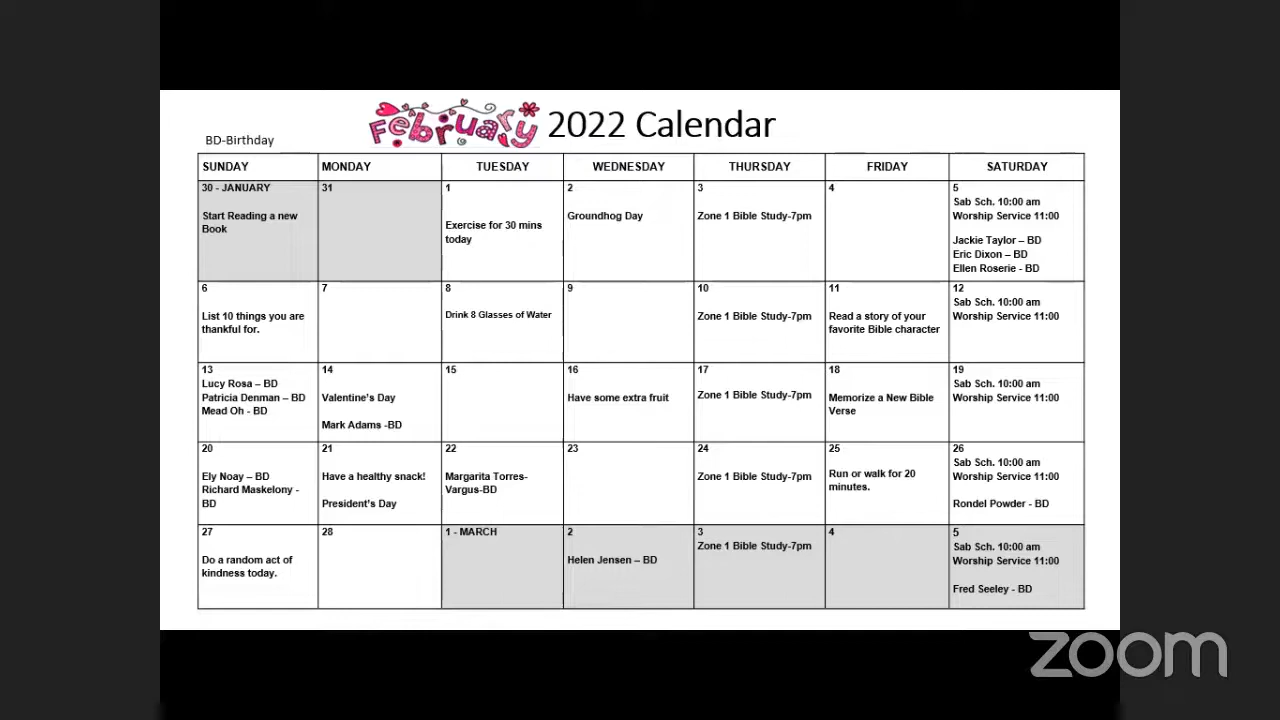 February 2022 Calendar
BD-Birthday
SUNDAY
MONDAY
TUESDAY
WEDNESDAY
THURSDAY
FRIDAY
SATURDAY
30 - JANUARY
Start Reading a new
Book
31
1
Exercise for 30 mins
today
2
Groundhog Day
3
Zone 1 Bible Study-7pm
4
5
Sab Sch. 10:00 am
Worship Service 11:00
Jackie Taylor – BD
Eric Dixon – BD
Ellen Roserie - BD
6
List 10 things you are
thankful for.
7
8
Drink 8 Glasses of Water
9
10
Zone 1 Bible Study-7pm
11
Read a story of your
favorite Bible character
12
Sab Sch. 10:00 am
Worship Service 11:00
13
Lucy Rosa – BD
Patricia Denman – BD
Mead Oh - BD
14
Valentine's Day
Mark Adams -BD
15
16
Have some extra fruit
17
Zone 1 Bible Study-7pm
18
Memorize a New Bible
Verse
19
Sab Sch. 10:00 am
Worship Service 11:00
20
Ely Noay – BD
Richard Maskelony -
BD
21
Have a healthy snack!
President's Day
22
Margarita Torres-
Vargus-BD
23
24
Zone 1 Bible Study-7pm
25
Run or walk for 20
minutes.
26
Sab Sch. 10:00 am
Worship Service 11:00
Rondel Powder - BD
27
Do a random act of
kindness today.
28
1 - MARCH
2
Helen Jensen – BD
3
Zone 1 Bible Study-7pm
4
5
Sab Sch. 10:00 am
Worship Service 11:00
Fred Seeley - BD
zoom